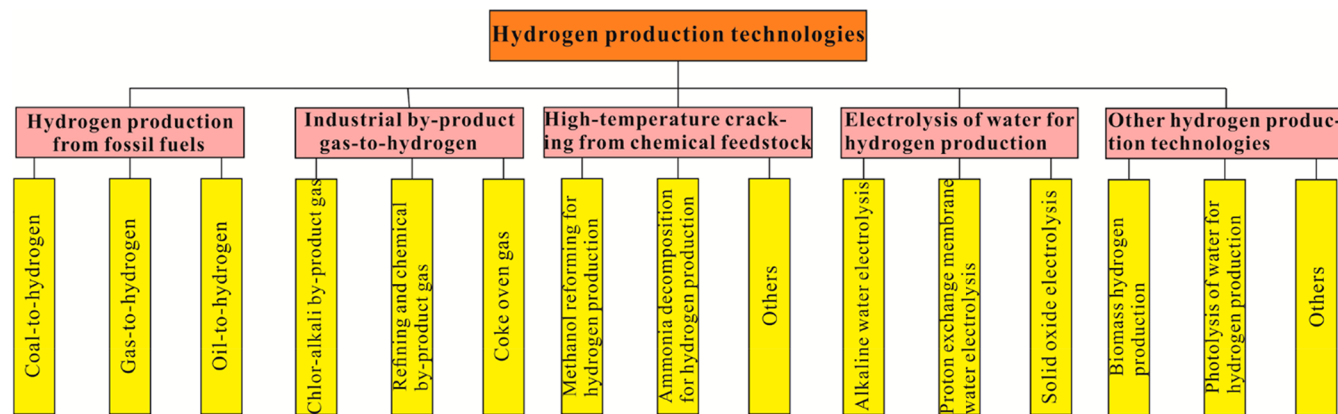 Hydrogen production technologies
Hydrogen production
from fossil fuels
Industrial by-product
gas-to-hydrogen
High-temperature crack-
ing from chemical feedstock
Electrolysis of water for
hydrogen production
Other hydrogen produc-
tion technologies
Coal-to-hydrogen
Gas-to-hydrogen
Oil-to-hydrogen
Chlor-alkali by-product gas
Refining and chemical
by-product gas
Coke oven gas
Methanol reforming for
hydrogen production
Ammonia decomposition
for hydrogen production
Others
Alkaline water electrolysis
Proton exchange membrane
water electrolysis
Solid oxide electrolysis
Biomass hydrogen
production
Photolysis of water for
hydrogen production
Others